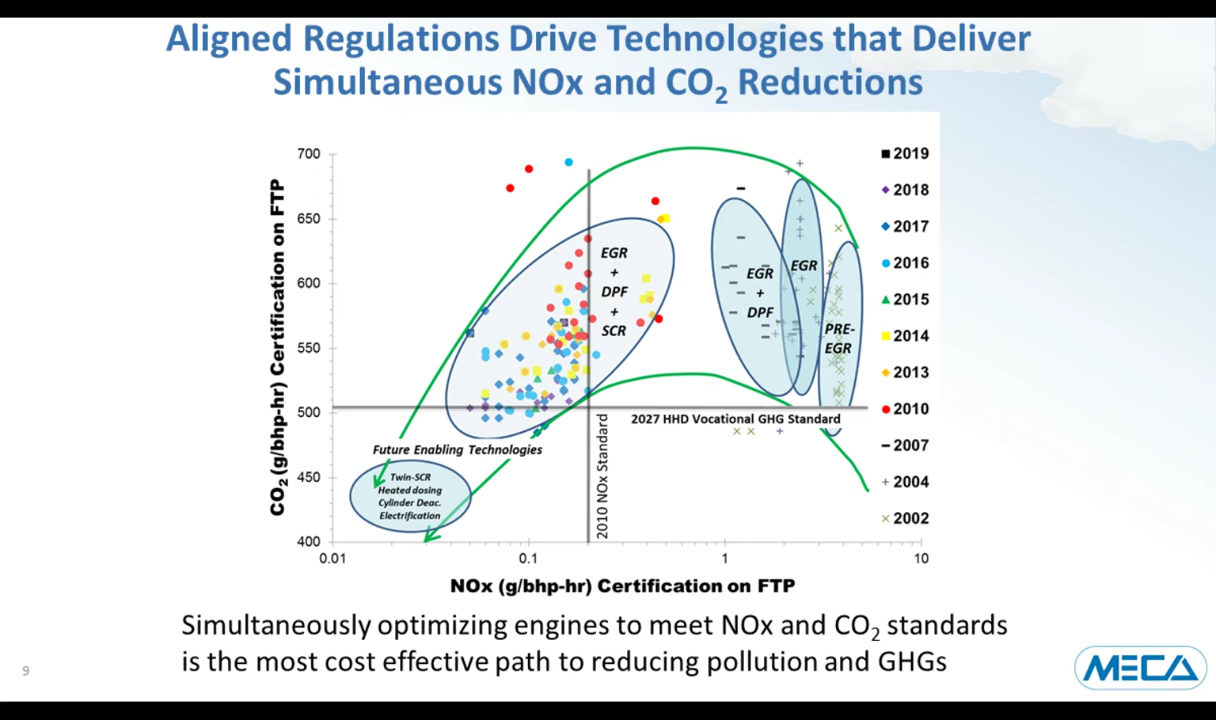 Aligned Regulations Drive Technologies that Deliver
Simultaneous NOx and CO₂ Reductions
CO₂ (g/bhp-hr) Certification on FTP
700
650
600
550
500
450
400
0.01
0.1
1
10
NOx (g/bhp-hr) Certification on FTP
EGR
+
DPF
+
SCR
EGR
+
DPF
EGR
PRE-
EGR
2027 HHD Vocational GHG Standard
2010 NOx Standard
Future Enabling Technologies
Twin-SCR
Heated dosing
Cylinder Deac.
Electrification
2019
2018
2017
2016
2015
2014
2013
2010
2007
2004
2002
Simultaneously optimizing engines to meet NOx and CO₂ standards
is the most cost effective path to reducing pollution and GHGs
9
MECA